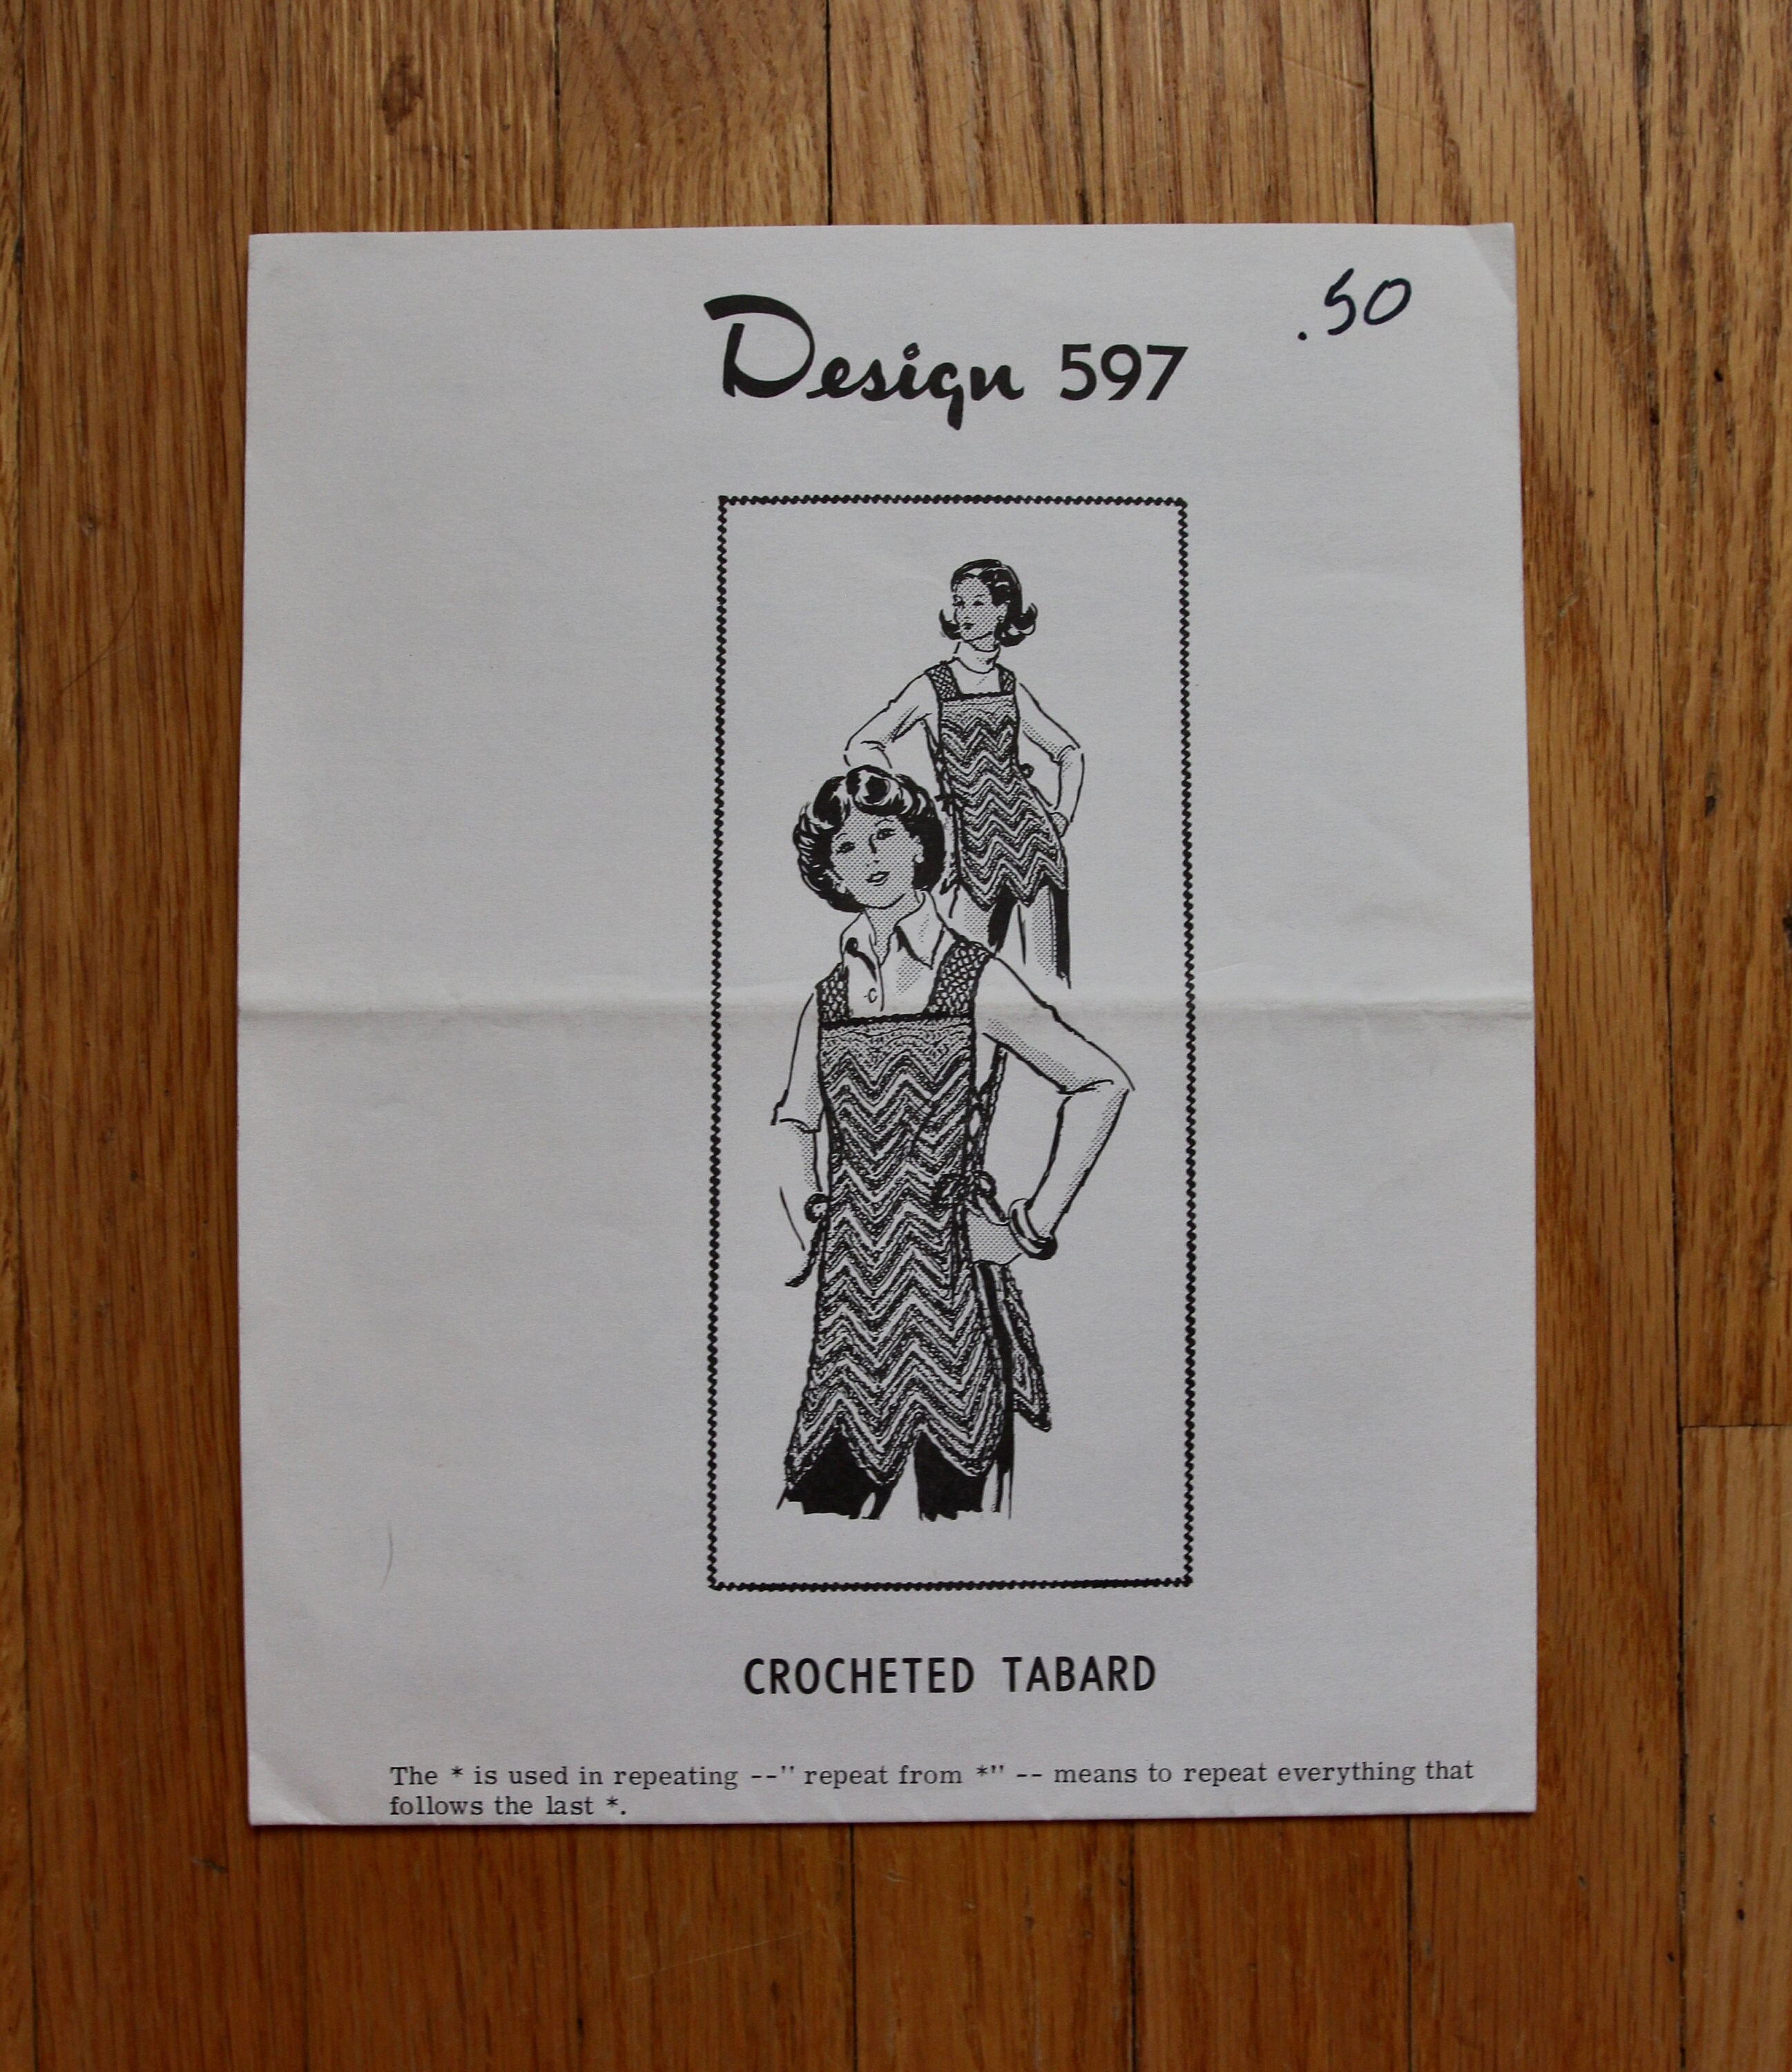 .50
Design 597
CROCHETED TABARD
The * is used in repeating --" repeat from *" -- means to repeat everything that
follows the last *.